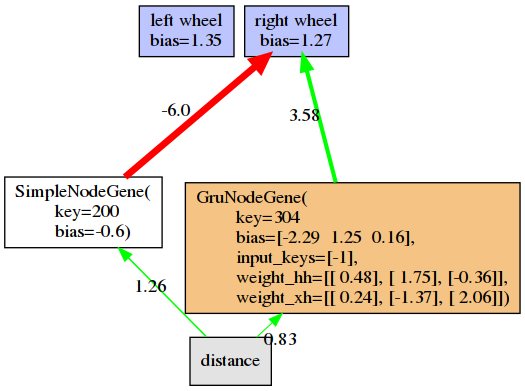 left wheel
bias=1.35
right wheel
bias=1.27
-6.0
3.58
SimpleNodeGene(
key=200
bias=-0.6)
GruNodeGene(
key=304
bias=[-2.29 1.25 0.16],
input_keys=[-1],
weight_hh=[[ 0.48], [ 1.75], [-0.36]],
weight_xh=[[ 0.24], [-1.37], [ 2.06]])
1.26
0.83
distance